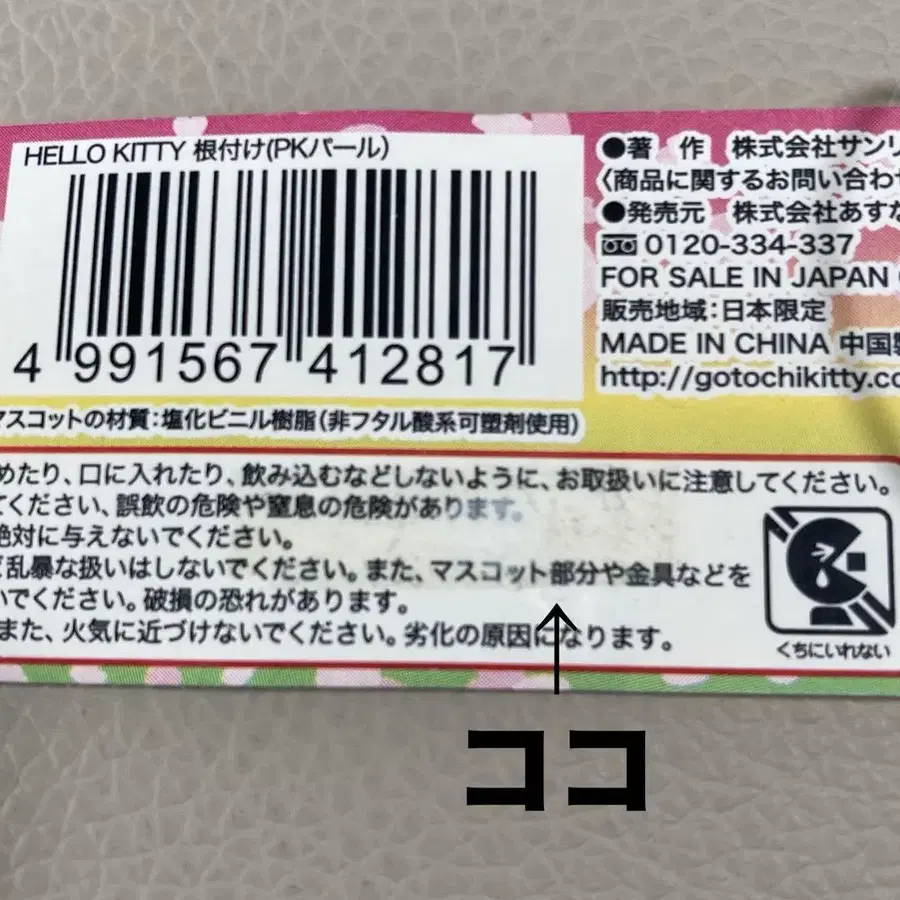 HELLO KITTY 根付け(PKパール)
4 991567 412817
マスコットの材質:塩化ビニル樹脂(非フタル酸系可塑剤使用)
●著 作 株式会社サンリ
〈商品に関するお問い合わせ
●発売元 株式会社あすな
0120-334-337
FOR SALE IN JAPAN
販売地域:日本限定
MADE IN CHINA 中国製
http://gotochikitty.co
めたり、口に入れたり、飲み込むなどしないように、お取扱いに注意してください。
てください、誤飲の危険や窒息の危険があります。
絶対に与えないでください。
乱暴な扱いはしないでください。また、マスコット部分や金具などを
いでください。破損の恐れがあります。
また、火気に近づけないでください。劣化の原因になります。
くちにいれない
ココ